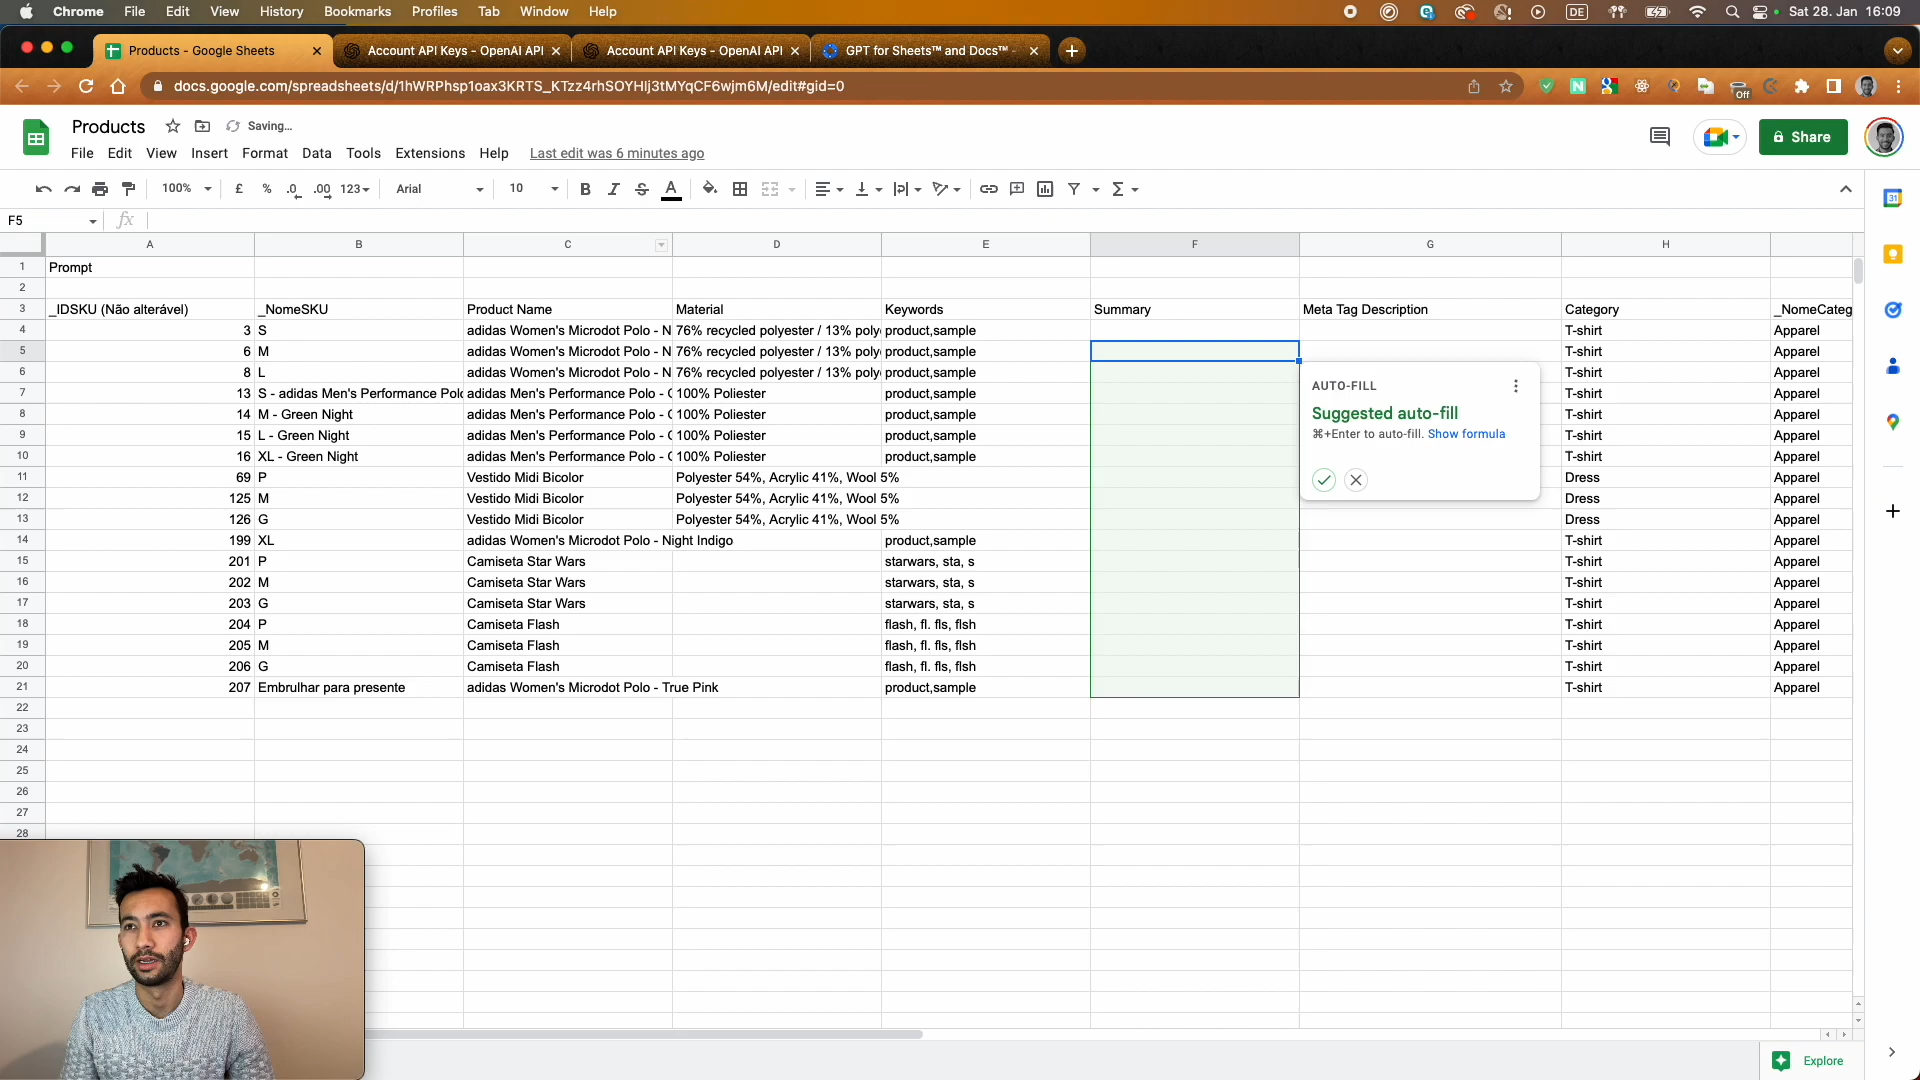 Chrome File Edit View History Bookmarks Profiles Tab Window Help DE Sat 28. Jan 16:09
Products - Google Sheets Account API Keys - OpenAI API Account API Keys - OpenAI API GPT for Sheets™ and Docs™ -
docs.google.com/spreadsheets/d/1hWRPhsp1oax3KRTS_KTzz4rhSOYHIj3tMYqCF6wjm6M/edit#gid=0 Off
Products Saving... Share
File Edit View Insert Format Data Tools Extensions Help Last edit was 6 minutes ago
100% £ % .0 .00 123 Arial 10 B I S A
F5 fx
A B C D E F G H
1 Prompt
2
3 _IDSKU (Não alterável) _NomeSKU Product Name Material Keywords Summary Meta Tag Description Category _NomeCateg
4 3 S adidas Women's Microdot Polo - N 76% recycled polyester / 13% poly product,sample T-shirt Apparel
5 6 M adidas Women's Microdot Polo - N 76% recycled polyester / 13% poly product,sample T-shirt Apparel
6 8 L adidas Women's Microdot Polo - N 76% recycled polyester / 13% poly product,sample T-shirt Apparel
7 13 S - adidas Men's Performance Polo adidas Men's Performance Polo - 100% Poliester product,sample T-shirt Apparel
8 14 M - Green Night adidas Men's Performance Polo - 100% Poliester product,sample T-shirt Apparel
9 15 L - Green Night adidas Men's Performance Polo - 100% Poliester product,sample T-shirt Apparel
10 16 XL - Green Night adidas Men's Performance Polo - 100% Poliester product,sample T-shirt Apparel
11 69 P Vestido Midi Bicolor Polyester 54%, Acrylic 41%, Wool 5% Dress Apparel
12 125 M Vestido Midi Bicolor Polyester 54%, Acrylic 41%, Wool 5% Dress Apparel
13 126 G Vestido Midi Bicolor Polyester 54%, Acrylic 41%, Wool 5% Dress Apparel
14 199 XL adidas Women's Microdot Polo - Night Indigo product,sample T-shirt Apparel
15 201 P Camiseta Star Wars starwars, sta, s T-shirt Apparel
16 202 M Camiseta Star Wars starwars, sta, s T-shirt Apparel
17 203 G Camiseta Star Wars starwars, sta, s T-shirt Apparel
18 204 P Camiseta Flash flash, fl. fls, flsh T-shirt Apparel
19 205 M Camiseta Flash flash, fl. fls, flsh T-shirt Apparel
20 206 G Camiseta Flash flash, fl. fls, flsh T-shirt Apparel
21 207 Embrulhar para presente adidas Women's Microdot Polo - True Pink product,sample T-shirt Apparel
22
23
24
25
26
27
28
AUTO-FILL
Suggested auto-fill
⌘+Enter to auto-fill. Show formula
31
Explore